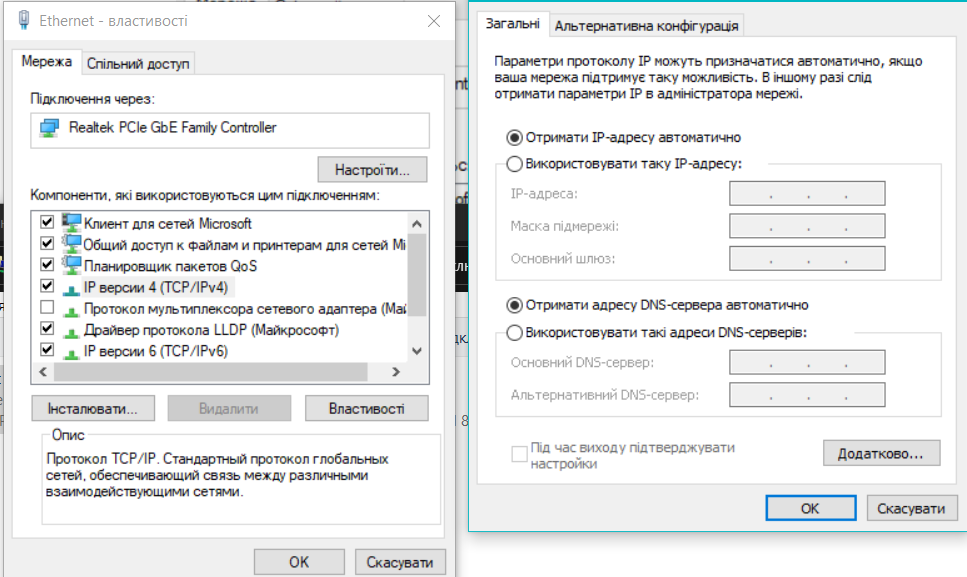 Ethernet - властивості
Мережа
Спільний доступ
Підключення через:
Realtek PCIe GbE Family Controller
Настроїти...
Компоненти, які використовуються цим підключенням:
Клиент для сетей Microsoft
Общий доступ к файлам и принтерам для сетей Mi
Планировщик пакетов QoS
IP версии 4 (TCP/IPv4)
Протокол мультиплексора сетевого адаптера (Май
Драйвер протокола LLDP (Майкрософт)
IP версии 6 (TCP/IPv6)
Інсталювати...
Видалити
Властивості
Опис
Протокол TCP/IP. Стандартный протокол глобальных
сетей, обеспечивающий связь между различными
взаимодействующими сетями.
OK
Скасувати
Загальні
Альтернативна конфігурація
Параметри протоколу IP можуть призначатися автоматично, якщо
ваша мережа підтримує таку можливість. В іншому разі слід
отримати параметри IP в адміністратора мережі.
Отримати IP-адресу автоматично
Використовувати таку IP-адресу:
IP-адреса:
Маска підмережі:
Основний шлюз:
Отримати адресу DNS-сервера автоматично
Використовувати такі адреси DNS-серверів:
Основний DNS-сервер:
Альтернативний DNS-сервер:
Під час виходу підтверджувати
настройки
Додатково...
OK
Скасувати